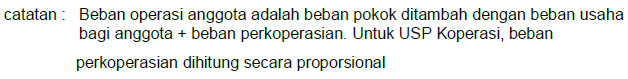 catatan : Beban operasi anggota adalah beban pokok ditambah dengan beban usaha
bagi anggota + beban perkoperasian. Untuk USP Koperasi, beban
perkoperasian dihitung secara proporsional